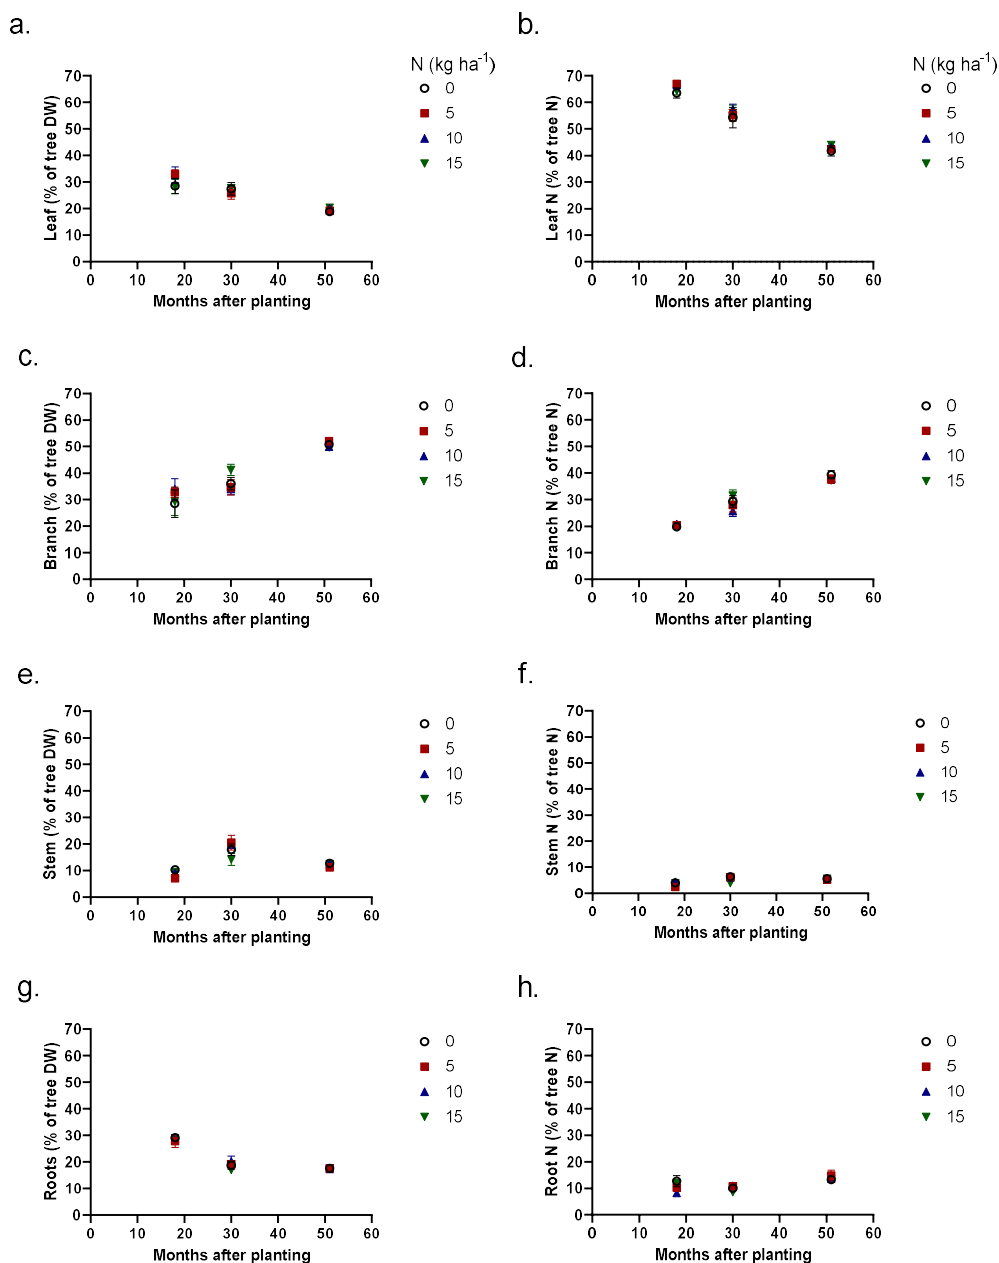 a.
N (kg ha⁻¹)
0
5
10
15
Leaf (% of tree DW)
70
60
50
40
30
20
10
0
0 10 20 30 40 50 60
Months after planting
b.
N (kg ha⁻¹)
0
5
10
15
Leaf N (% of tree N)
70
60
50
40
30
20
10
0
0 10 20 30 40 50 60
Months after planting
c.
0
5
10
15
Branch (% of tree DW)
70
60
50
40
30
20
10
0
0 10 20 30 40 50 60
Months after planting
d.
0
5
10
15
Branch N (% of tree N)
70
60
50
40
30
20
10
0
0 10 20 30 40 50 60
Months after planting
e.
0
5
10
15
Stem (% of tree DW)
70
60
50
40
30
20
10
0
0 10 20 30 40 50 60
Months after planting
f.
0
5
10
15
Stem N (% of tree N)
70
60
50
40
30
20
10
0
0 10 20 30 40 50 60
Months after planting
g.
0
5
10
15
Roots (% of tree DW)
70
60
50
40
30
20
10
0
0 10 20 30 40 50 60
Months after planting
h.
0
5
10
15
Root N (% of tree N)
70
60
50
40
30
20
10
0
0 10 20 30 40 50 60
Months after planting